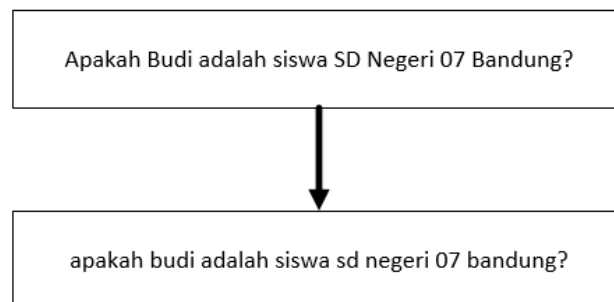 Apakah Budi adalah siswa SD Negeri 07 Bandung?
apakah budi adalah siswa sd negeri 07 bandung?